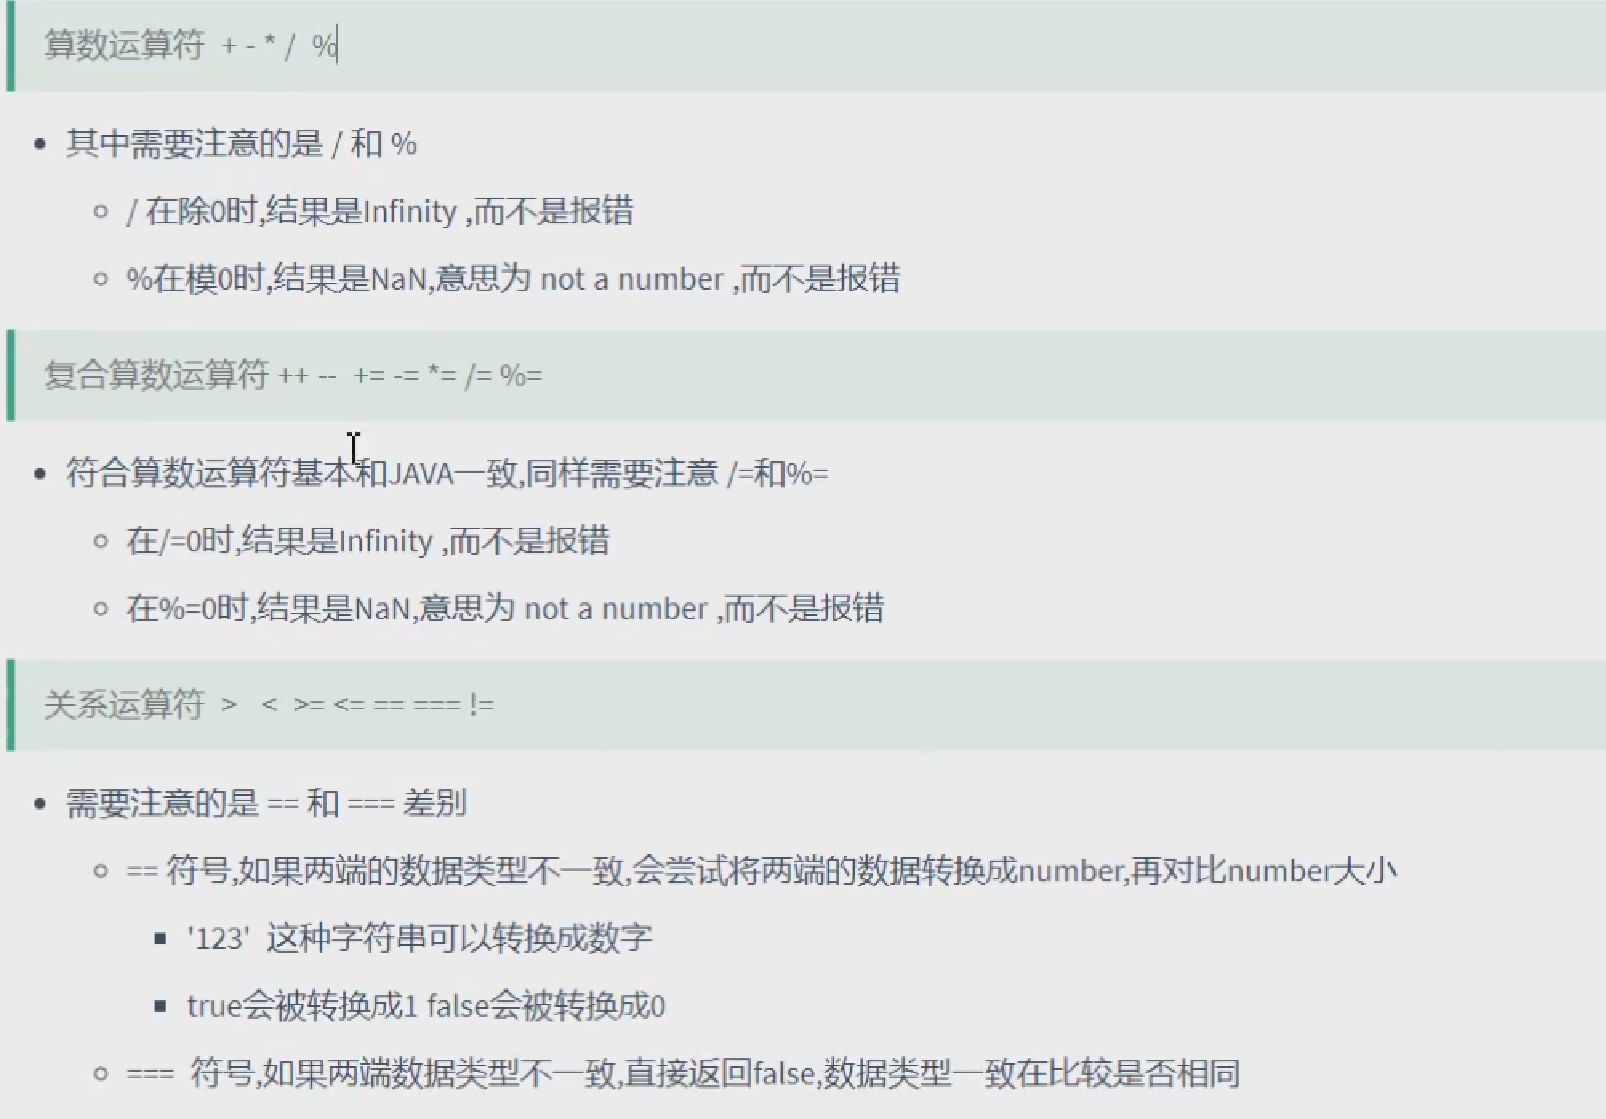 算数运算符 + - * / %
其中需要注意的是 / 和 %
/ 在除0时,结果是Infinity ,而不是报错
%在模0时,结果是NaN,意思为 not a number ,而不是报错
复合算数运算符 ++ -- += -= *= /= %=
符合算数运算符基本和JAVA一致,同样需要注意 /=和%=
在/=0时,结果是Infinity ,而不是报错
在%=0时,结果是NaN,意思为 not a number ,而不是报错
关系运算符 > < >= <= == === !=
需要注意的是 == 和 === 差别
== 符号,如果两端的数据类型不一致,会尝试将两端的数据转换成number,再对比number大小
'123' 这种字符串可以转换成数字
true会被转换成1 false会被转换成0
=== 符号,如果两端数据类型不一致,直接返回false,数据类型一致在比较是否相同